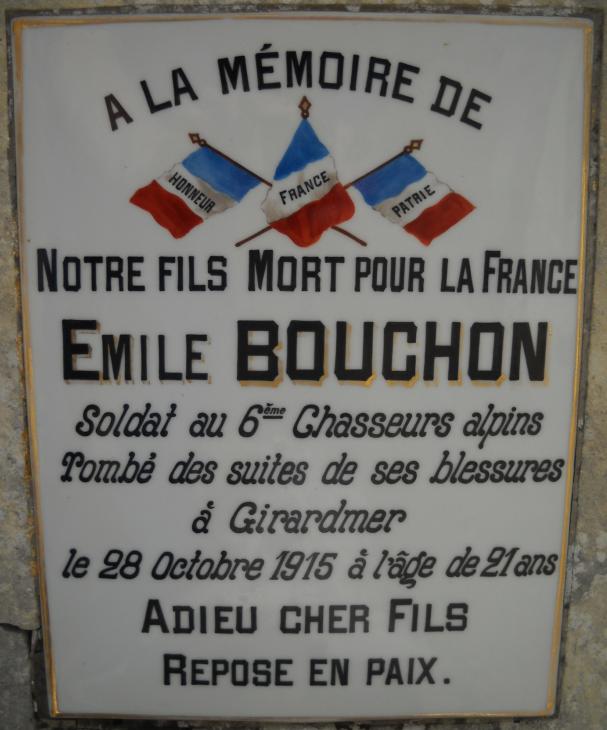 A LA MÉMOIRE DE
HONNEUR
FRANCE
PATRIE
NOTRE FILS MORT POUR LA FRANCE
EMILE BOUCHON
Soldat au 6ème Chasseurs alpins
Tombé des suites de ses blessures
à Girardmer
le 28 Octobre 1915 à l'âge de 21 ans
ADIEU CHER FILS
REPOSE EN PAIX.